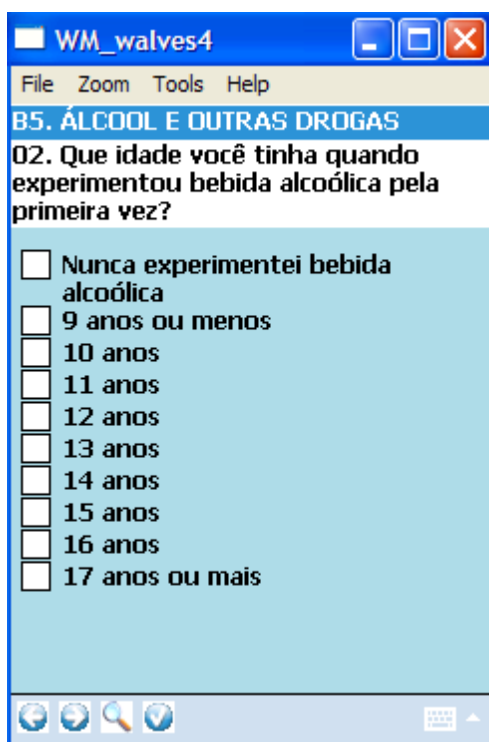 WM_walves4
File Zoom Tools Help
B5. ÁLCOOL E OUTRAS DROGAS
02. Que idade você tinha quando
experimentou bebida alcoólica pela
primeira vez?
Nunca experimentei bebida
alcoólica
9 anos ou menos
10 anos
11 anos
12 anos
13 anos
14 anos
15 anos
16 anos
17 anos ou mais